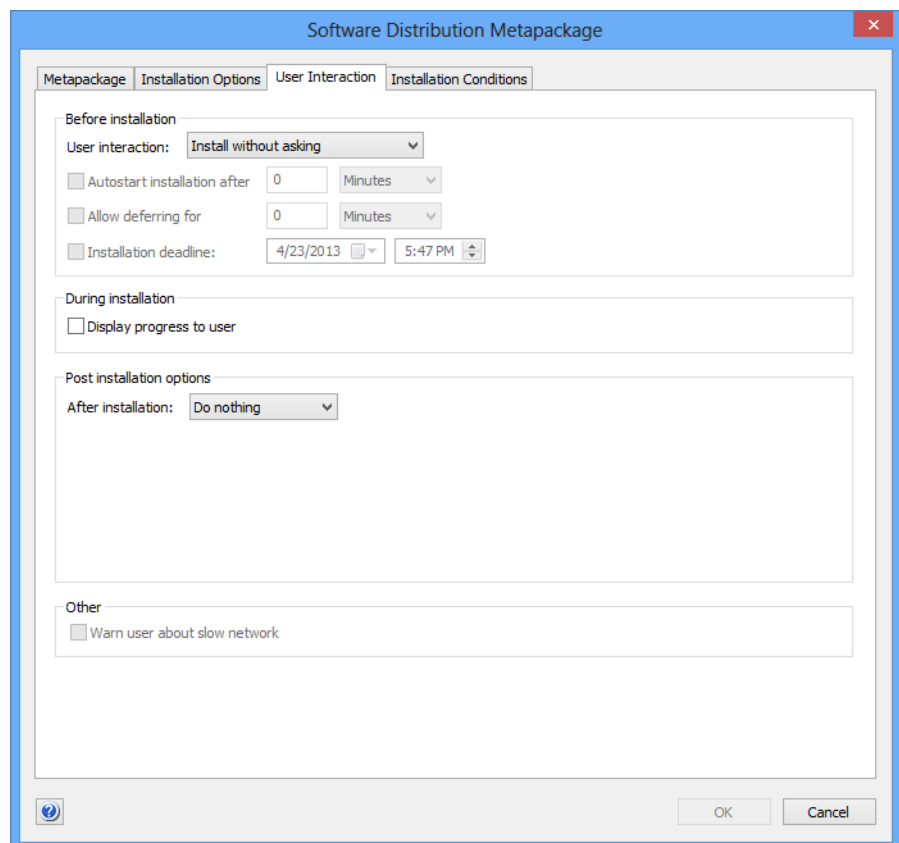 Software Distribution Metapackage
Metapackage Installation Options User Interaction Installation Conditions
Before installation
User interaction: Install without asking
Autostart installation after 0 Minutes
Allow deferring for 0 Minutes
Installation deadline: 4/23/2013 5:47 PM
During installation
Display progress to user
Post installation options
After installation: Do nothing
Other
Warn user about slow network
? OK Cancel